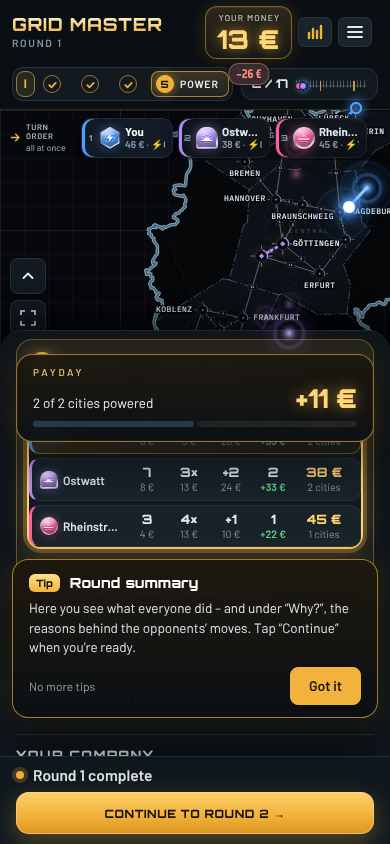 GRID MASTER
ROUND 1
YOUR MONEY
13 €
-26 €
I
5 POWER
TURN ORDER
all at once
1 You
46 € ·
2 Ostw...
38 € ·
3 Rhein...
45 € ·
BREMEN
HANNOVER
BRAUNSCHWEIG
GÖTTINGEN
ERFURT
KOBLENZ
FRANKFURT
PAYDAY
2 of 2 cities powered
+11 €
Ostwatt 7 3x +2 2 38 €
8 € 13 € 24 € +33 € 2 cities
Rheinstr... 3 4x +1 1 45 €
4 € 13 € 10 € +22 € 1 cities
Tip Round summary
Here you see what everyone did – and under “Why?”, the
reasons behind the opponents’ moves. Tap “Continue”
when you’re ready.
No more tips
Got it
YOUR COMPANY
Round 1 complete
CONTINUE TO ROUND 2 →